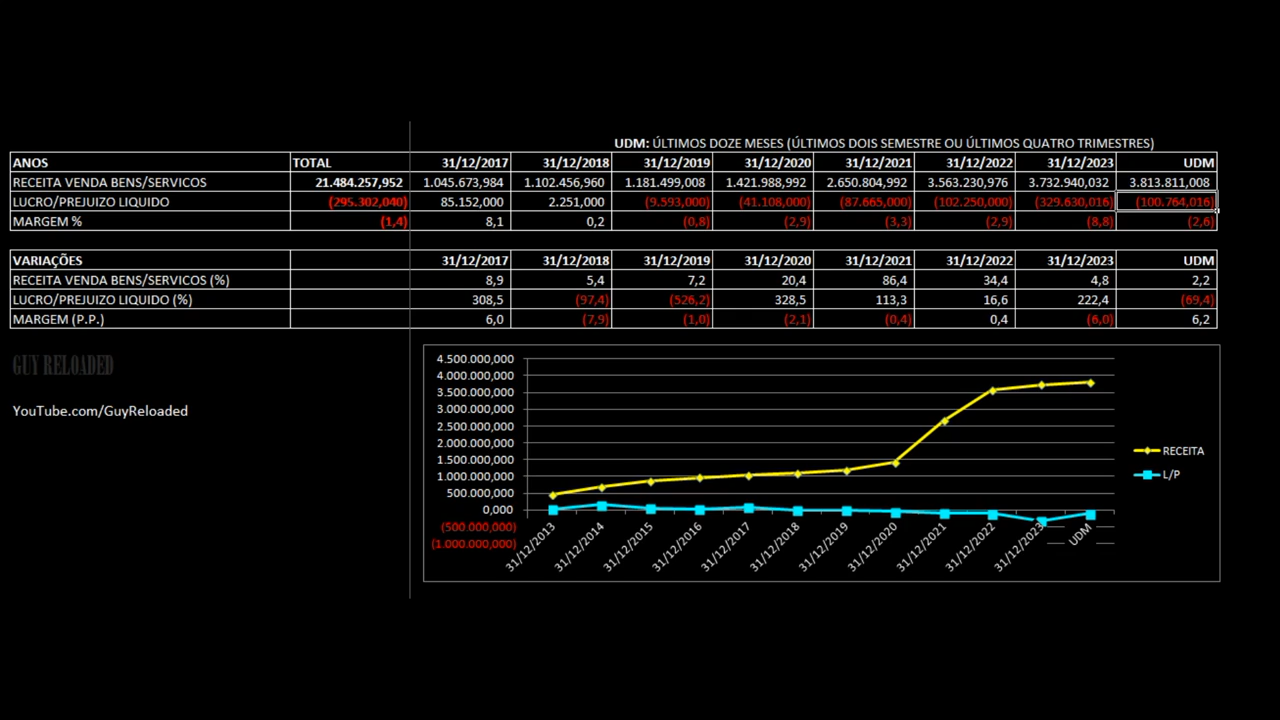 UDM: ÚLTIMOS DOZE MESES (ÚLTIMOS DOIS SEMESTRE OU ÚLTIMOS QUATRO TRIMESTRES)
ANOS TOTAL 31/12/2017 31/12/2018 31/12/2019 31/12/2020 31/12/2021 31/12/2022 31/12/2023 UDM
RECEITA VENDA BENS/SERVICOS 21.484.257,952 1.045.673,984 1.102.456,960 1.181.499,008 1.421.988,992 2.650.804,992 3.563.230,976 3.732.940,032 3.813.811,008
LUCRO/PREJUIZO LIQUIDO (295.302,040) 85.152,000 2.251,000 (9.593,000) (41.108,000) (87.665,000) (102.250,000) (329.630,016) (100.764,016)
MARGEM % (1,4) 8,1 0,2 (0,8) (2,9) (3,3) (2,9) (8,8) (2,6)
VARIAÇÕES 31/12/2017 31/12/2018 31/12/2019 31/12/2020 31/12/2021 31/12/2022 31/12/2023 UDM
RECEITA VENDA BENS/SERVICOS (%) 8,9 5,4 7,2 20,4 86,4 34,4 4,8 2,2
LUCRO/PREJUIZO LIQUIDO (%) 308,5 (97,4) (526,2) 328,5 113,3 16,6 222,4 (69,4)
MARGEM (P.P.) 6,0 (7,9) (1,0) (2,1) (0,4) 0,4 (6,0) 6,2
GUY RELOADED
YouTube.com/GuyReloaded
4.500.000,000
4.000.000,000
3.500.000,000
3.000.000,000
2.500.000,000
2.000.000,000
1.500.000,000
1.000.000,000
500.000,000
0,000
(500.000,000)
(1.000.000,000)
31/12/2013 31/12/2014 31/12/2015 31/12/2016 31/12/2017 31/12/2018 31/12/2019 31/12/2020 31/12/2021 31/12/2022 31/12/2023 UDM
RECEITA
L/P